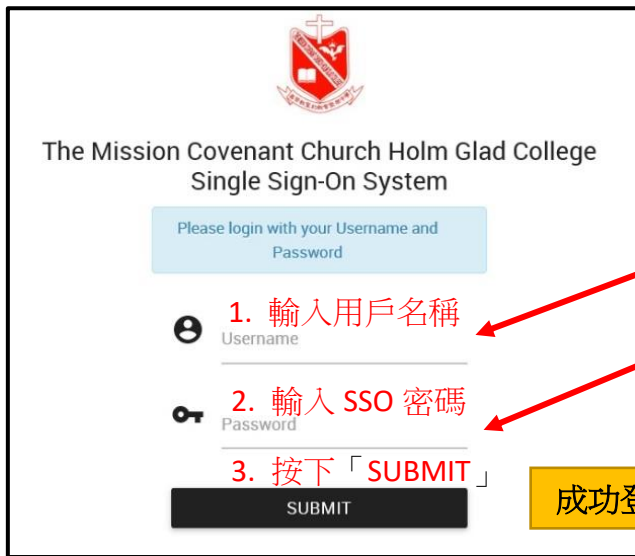 The Mission Covenant Church Holm Glad College
Single Sign-On System
Please login with your Username and
Password
1. 輸入用戶名稱
Username
2. 輸入 SSO 密碼
Password
3. 按下「SUBMIT」
SUBMIT
成功